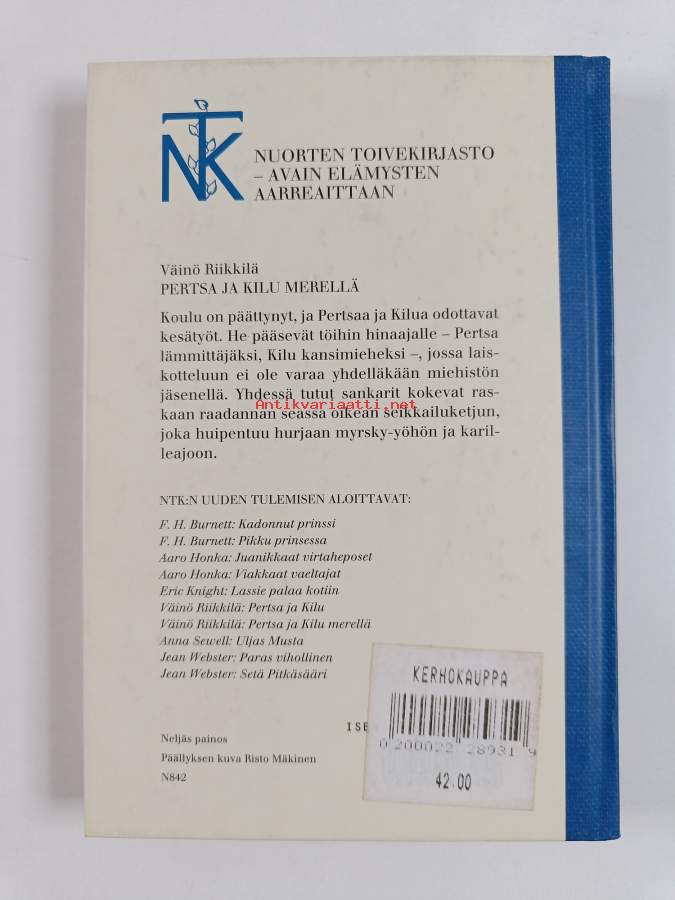 NTK
NUORTEN TOIVEKIRJASTO
– AVAIN ELÄMYSTEN
AARREAITTAAN
Väinö Riikkilä
PERTSA JA KILU MERELLÄ
Koulu on päättynyt, ja Pertsaa ja Kilua odottavat
kesätyöt. He pääsevät töihin hinaajalle – Pertsa
lämmittäjäksi, Kilu kansimieheksi –, jossa lais-
kotteluun ei ole varaa yhdelläkään miehistön
jäsenellä. Yhdessä tutut sankarit kokevat ras-
Antikvariaatti.net
kaan raadannan seassa oikean seikkailuketjun,
joka huipentuu hurjaan myrsky-yöhön ja karil-
leajoon.
NTK:N UUDEN TULEMISEN ALOITTAVAT:
F. H. Burnett: Kadonnut prinssi
F. H. Burnett: Pikku prinsessa
Aaro Honka: Juanikkaat virtaheposet
Aaro Honka: Viakkaat vaeltajat
Eric Knight: Lassie palaa kotiin
Väinö Riikkilä: Pertsa ja Kilu
Väinö Riikkilä: Pertsa ja Kilu merellä
Anna Sewell: Uljas Musta
Jean Webster: Paras vihollinen
Jean Webster: Setä Pitkäsääri
KERHOKAUPPA
0 200022 28931 9
42.00
Neljäs painos
Päällyksen kuva Risto Mäkinen
N842